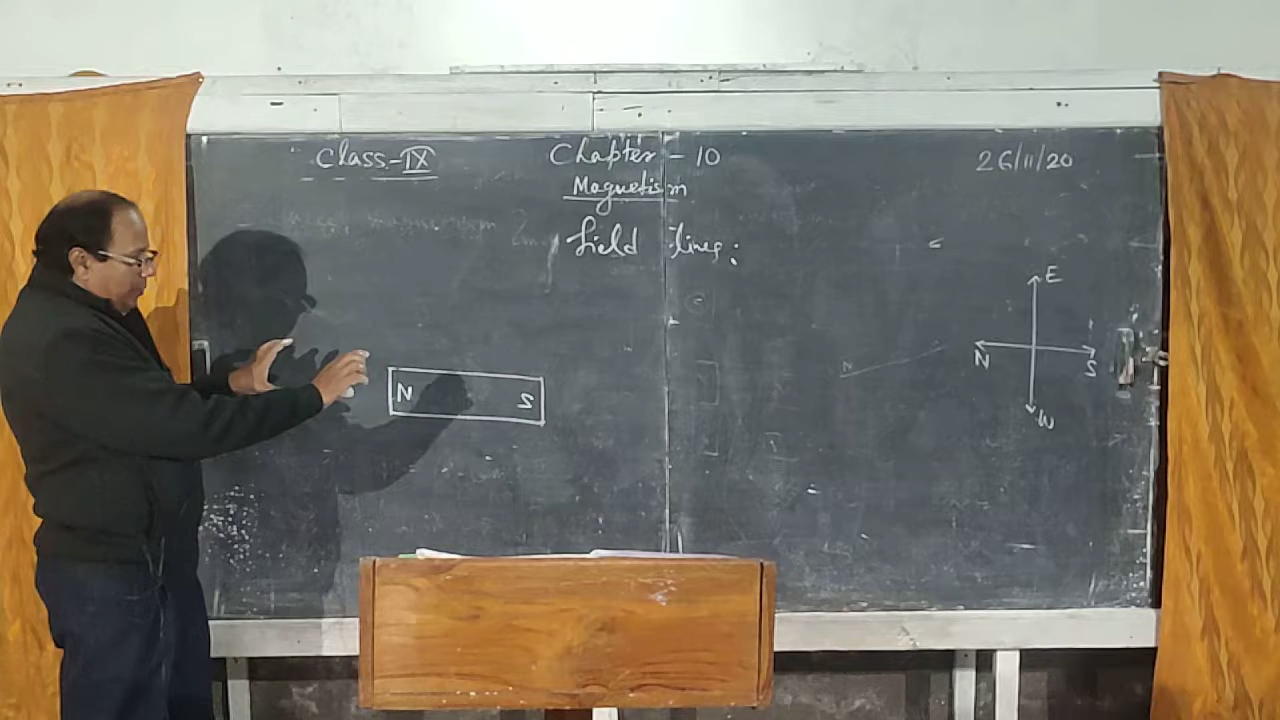 Class-IX
Chapter - 10
26/11/20
Magnetism
field lines:
E
N
S
W
N
S